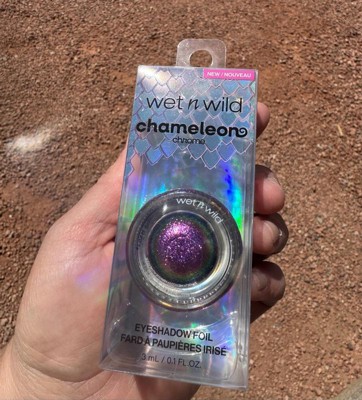 NEW / NOUVEAU
wet n wild
chameleon
chrome
wet n wild
EYESHADOW FOIL
FARD À PAUPIÈRES IRISÉ
3 mL / 0.1 FL. OZ.